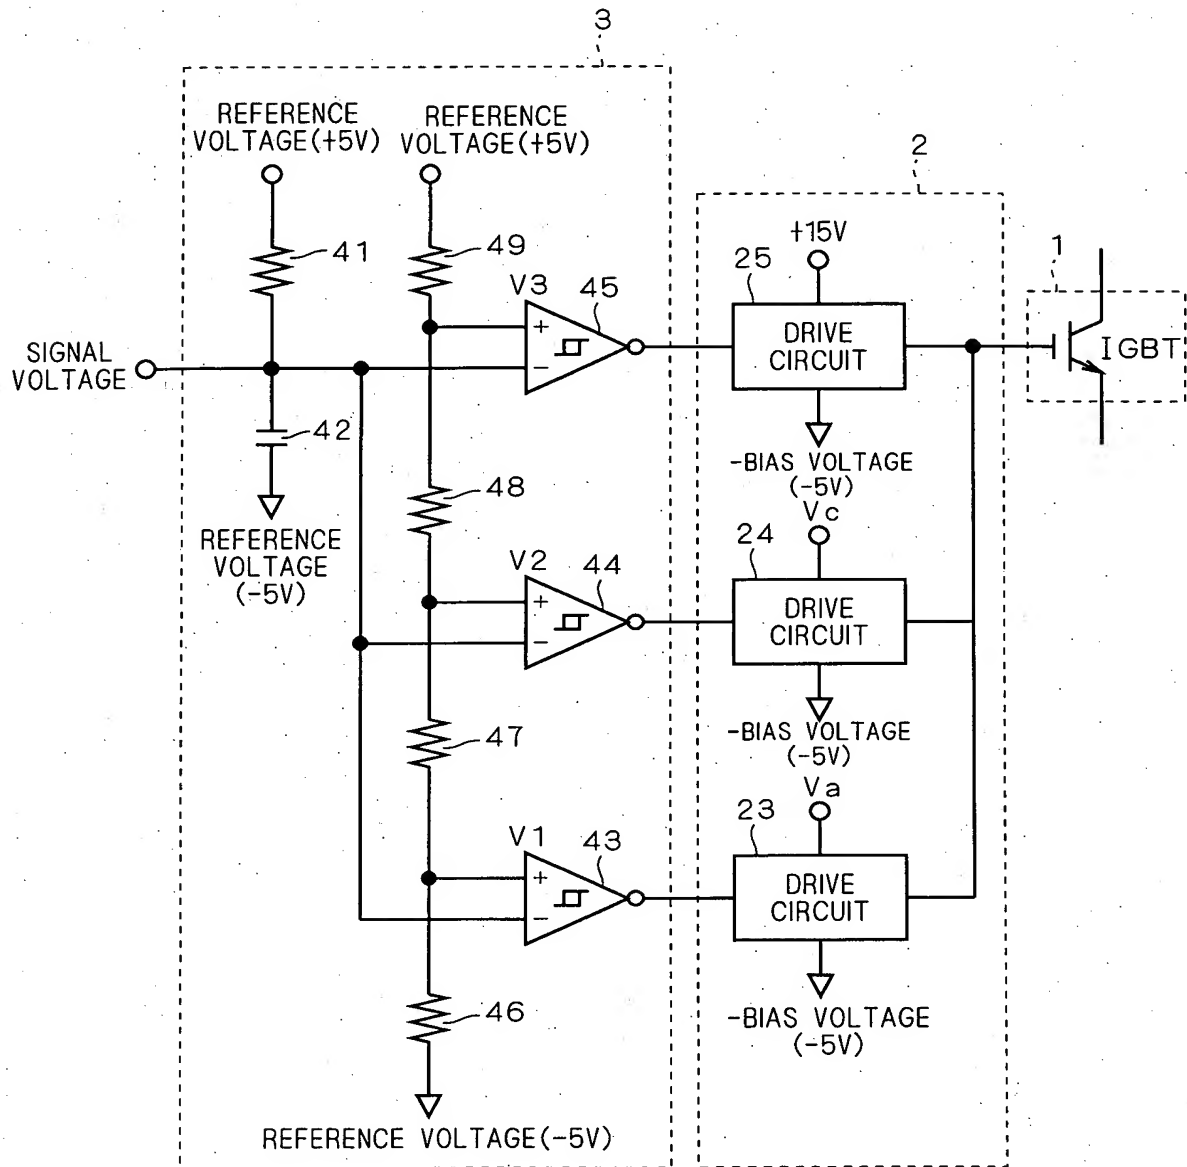 3
REFERENCE
VOLTAGE(+5V)
REFERENCE
VOLTAGE(+5V)
2
41
49
+15V
1
V3
45
25
+
−
DRIVE
CIRCUIT
IGBT
SIGNAL
VOLTAGE
42
-BIAS VOLTAGE
(-5V)
REFERENCE
VOLTAGE
(-5V)
48
Vc
V2
44
24
+
−
DRIVE
CIRCUIT
-BIAS VOLTAGE
(-5V)
47
Va
V1
43
23
+
−
DRIVE
CIRCUIT
46
-BIAS VOLTAGE
(-5V)
REFERENCE VOLTAGE(-5V)